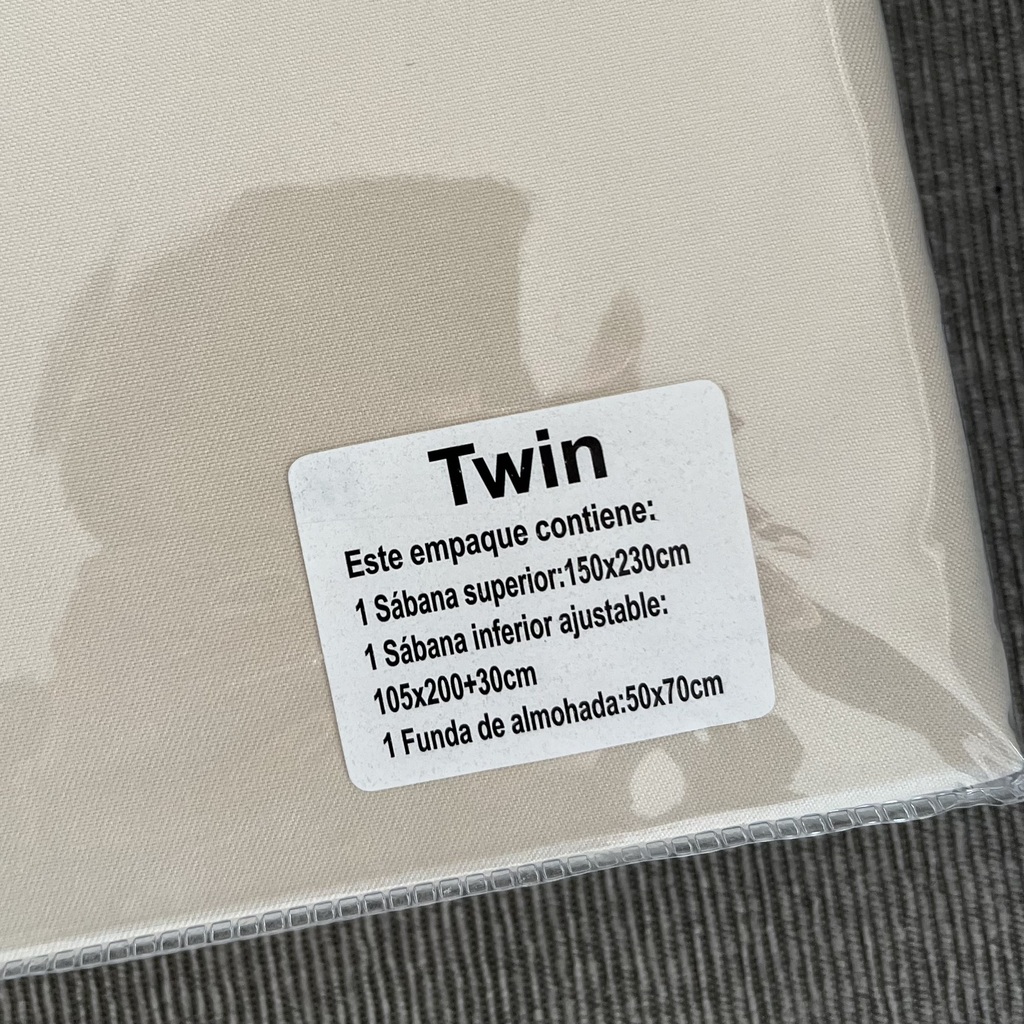 Twin
Este empaque contiene:
1 Sábana superior:150x230cm
1 Sábana inferior ajustable:
105x200+30cm
1 Funda de almohada:50x70cm